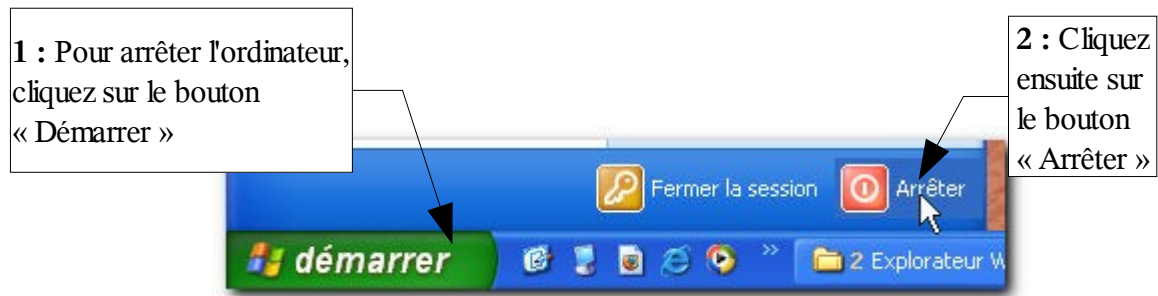 1 : Pour arrêter l'ordinateur,
cliquez sur le bouton
« Démarrer »
2 : Cliquez
ensuite sur
le bouton
« Arrêter »
Fermer la session
Arrêter
démarrer
2 Explorateur W